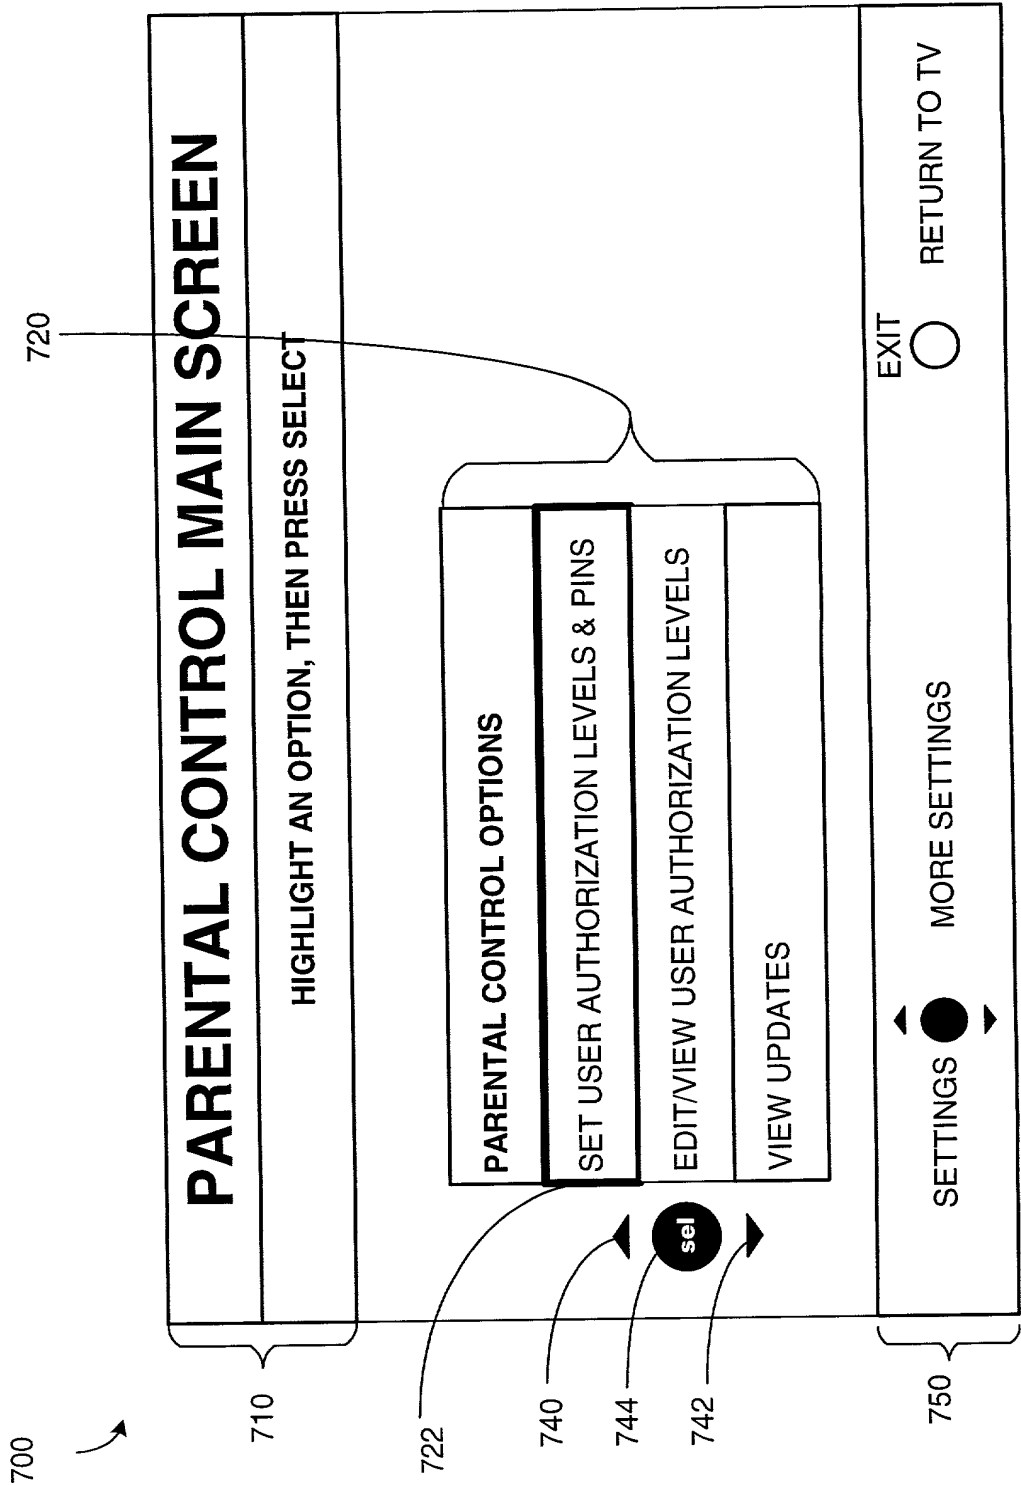 700
720
710
PARENTAL CONTROL MAIN SCREEN
HIGHLIGHT AN OPTION, THEN PRESS SELECT
PARENTAL CONTROL OPTIONS
722
SET USER AUTHORIZATION LEVELS & PINS
740
744
sel
EDIT/VIEW USER AUTHORIZATION LEVELS
742
VIEW UPDATES
750
SETTINGS
MORE SETTINGS
EXIT
RETURN TO TV